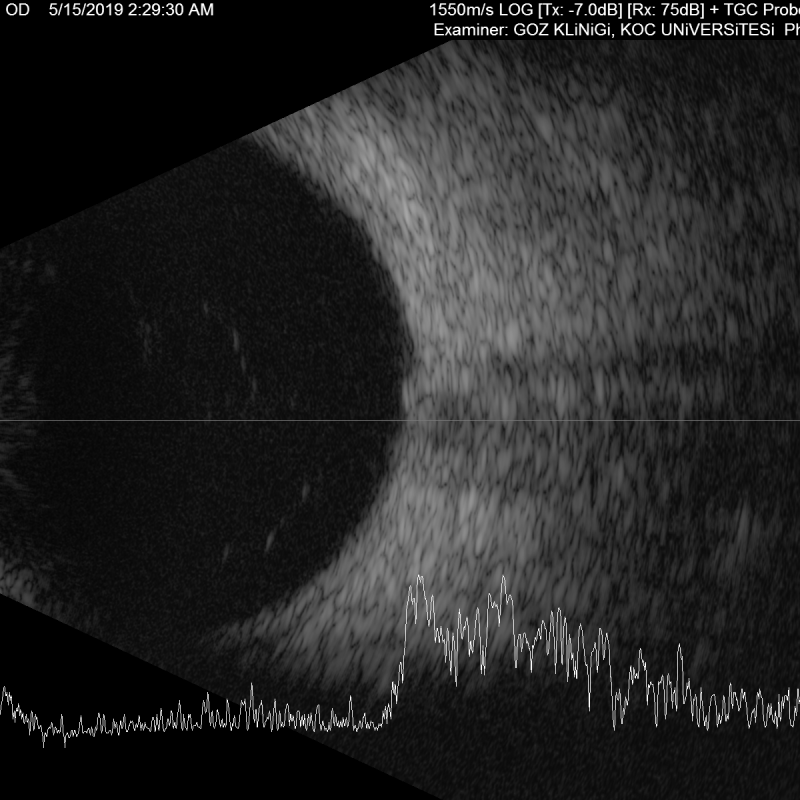 OD 5/15/2019 2:29:30 AM 1550m/s LOG [Tx: -7.0dB] [Rx: 75dB] + TGC
Examiner: GOZ KLiNiGi, KOC UNiVERSiTESi